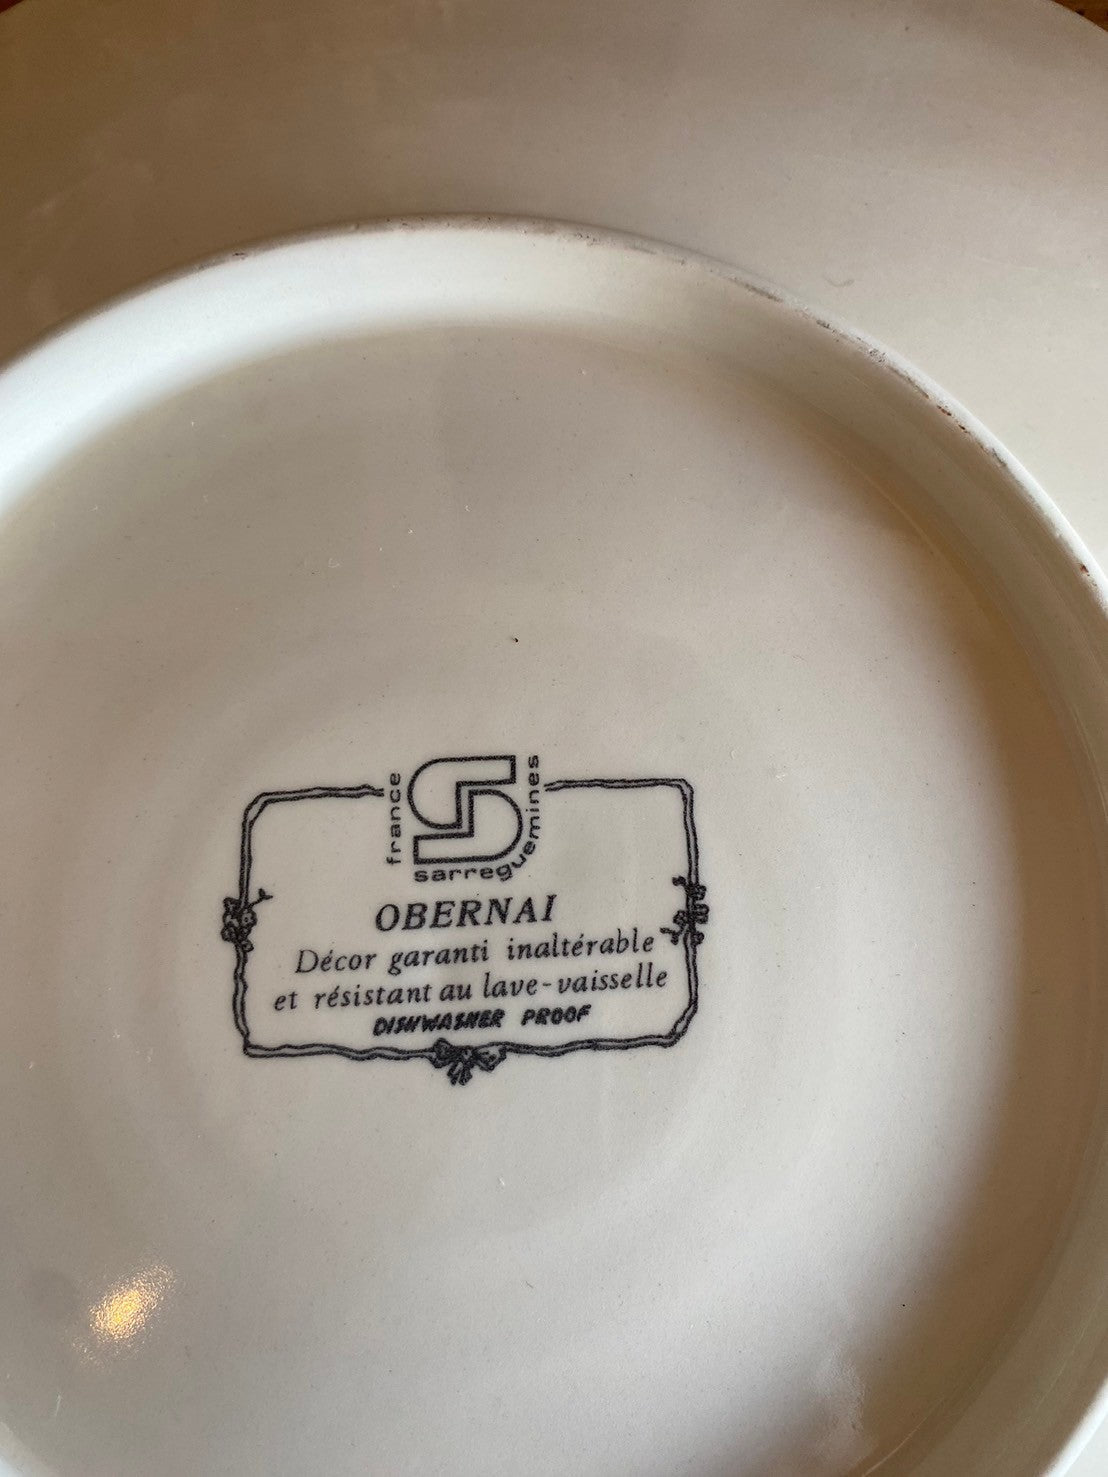 france
S
sarreguemines
OBERNAI
Décor garanti inaltérable
et résistant au lave-vaisselle
DISHWASHER PROOF